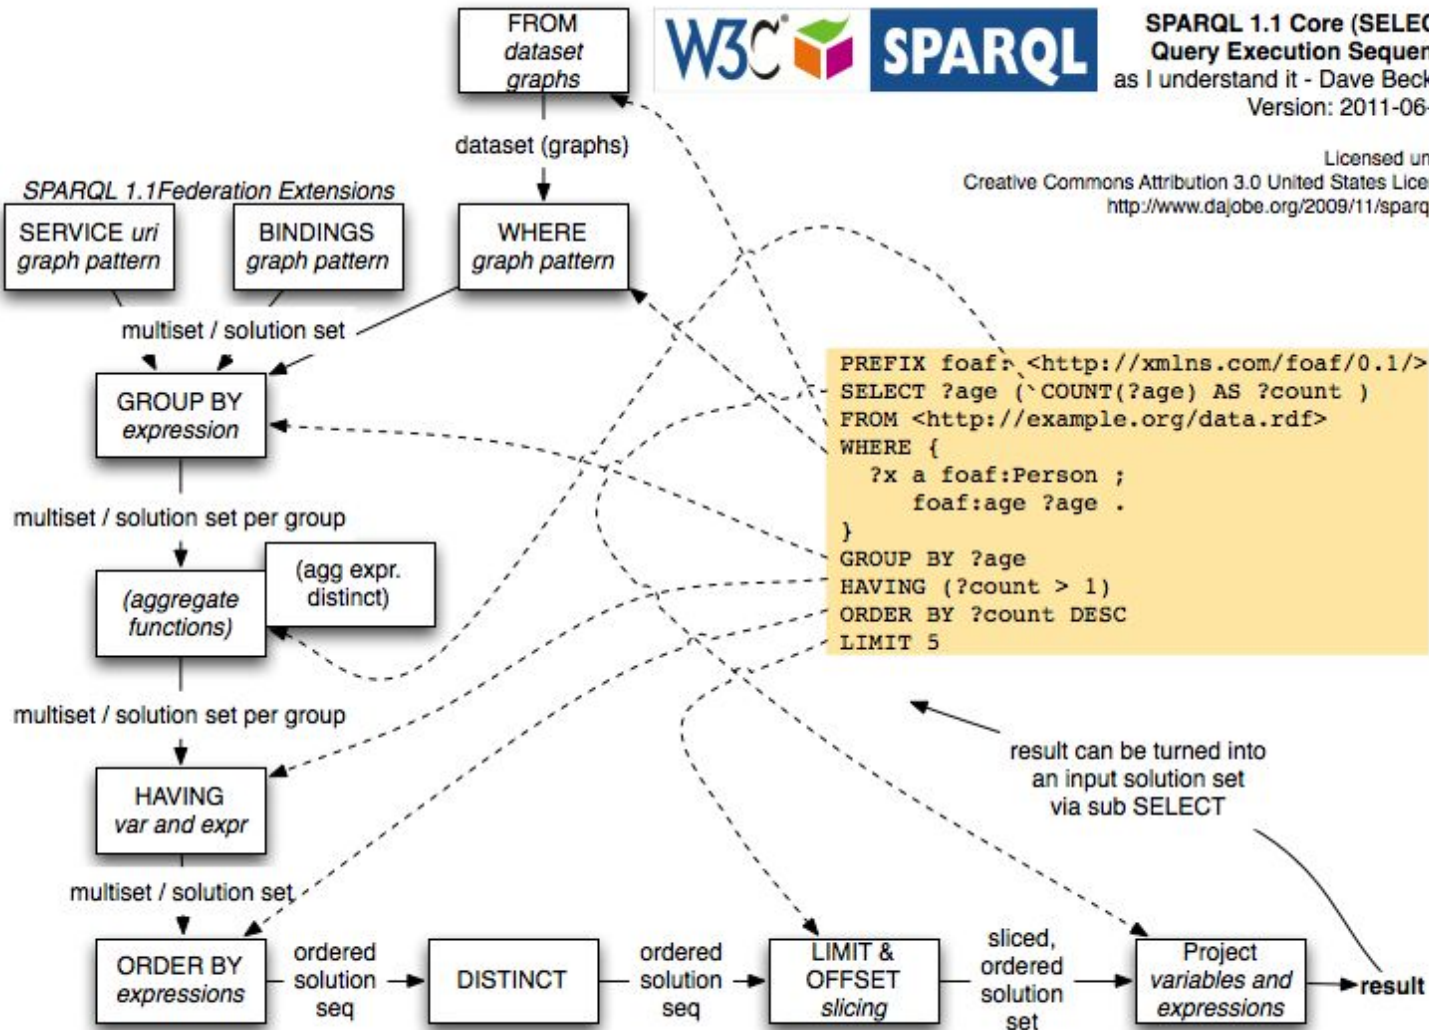 FROM
dataset
graphs
W3C SPARQL
SPARQL 1.1 Core (SELEC
Query Execution Sequen
as I understand it - Dave Beck
Version: 2011-06-
Licensed un
Creative Commons Attribution 3.0 United States Lice
http://www.dajobe.org/2009/11/sparq
dataset (graphs)
SPARQL 1.1Federation Extensions
SERVICE uri
graph pattern
BINDINGS
graph pattern
WHERE
graph pattern
multiset / solution set
GROUP BY
expression
multiset / solution set per group
(aggregate
functions)
(agg expr.
distinct)
multiset / solution set per group
HAVING
var and expr
multiset / solution set
PREFIX foaf: <http://xmlns.com/foaf/0.1/>
SELECT ?age ( COUNT(?age) AS ?count )
FROM <http://example.org/data.rdf>
WHERE {
?x a foaf:Person ;
foaf:age ?age .
}
GROUP BY ?age
HAVING (?count > 1)
ORDER BY ?count DESC
LIMIT 5
result can be turned into
an input solution set
via sub SELECT
ORDER BY
expressions
ordered
solution
seq
DISTINCT
ordered
solution
seq
LIMIT &
OFFSET
slicing
sliced,
ordered
solution
set
Project
variables and
expressions
result